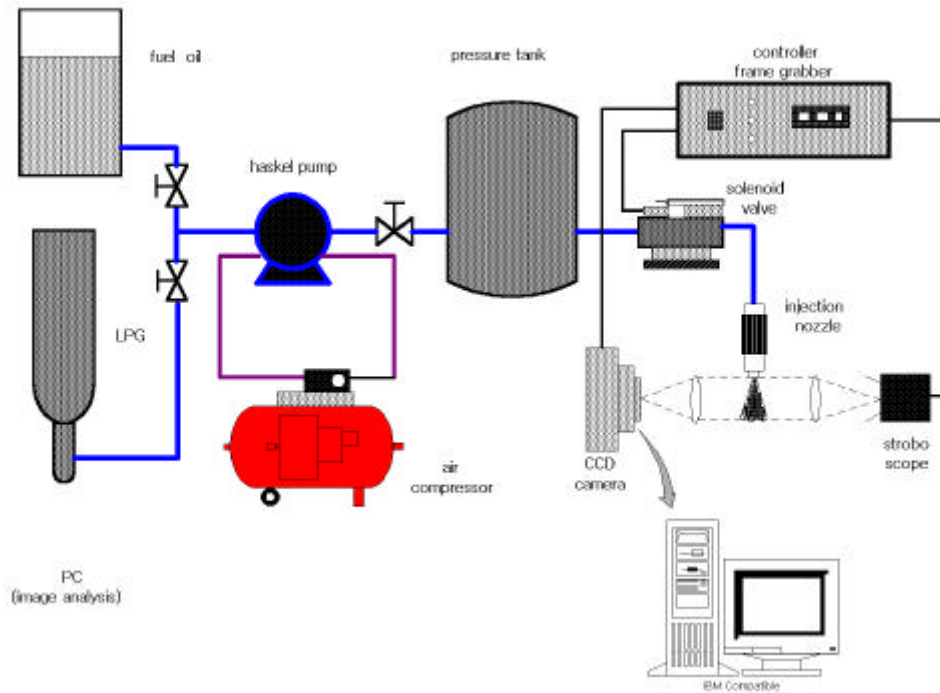 fuel oil
pressure tank
controller
frame grabber
haskel pump
solenoid
valve
injection
nozzle
LPG
strobo
scope
CCD
camera
air
compressor
PC
(image analysis)
IBM Compatible